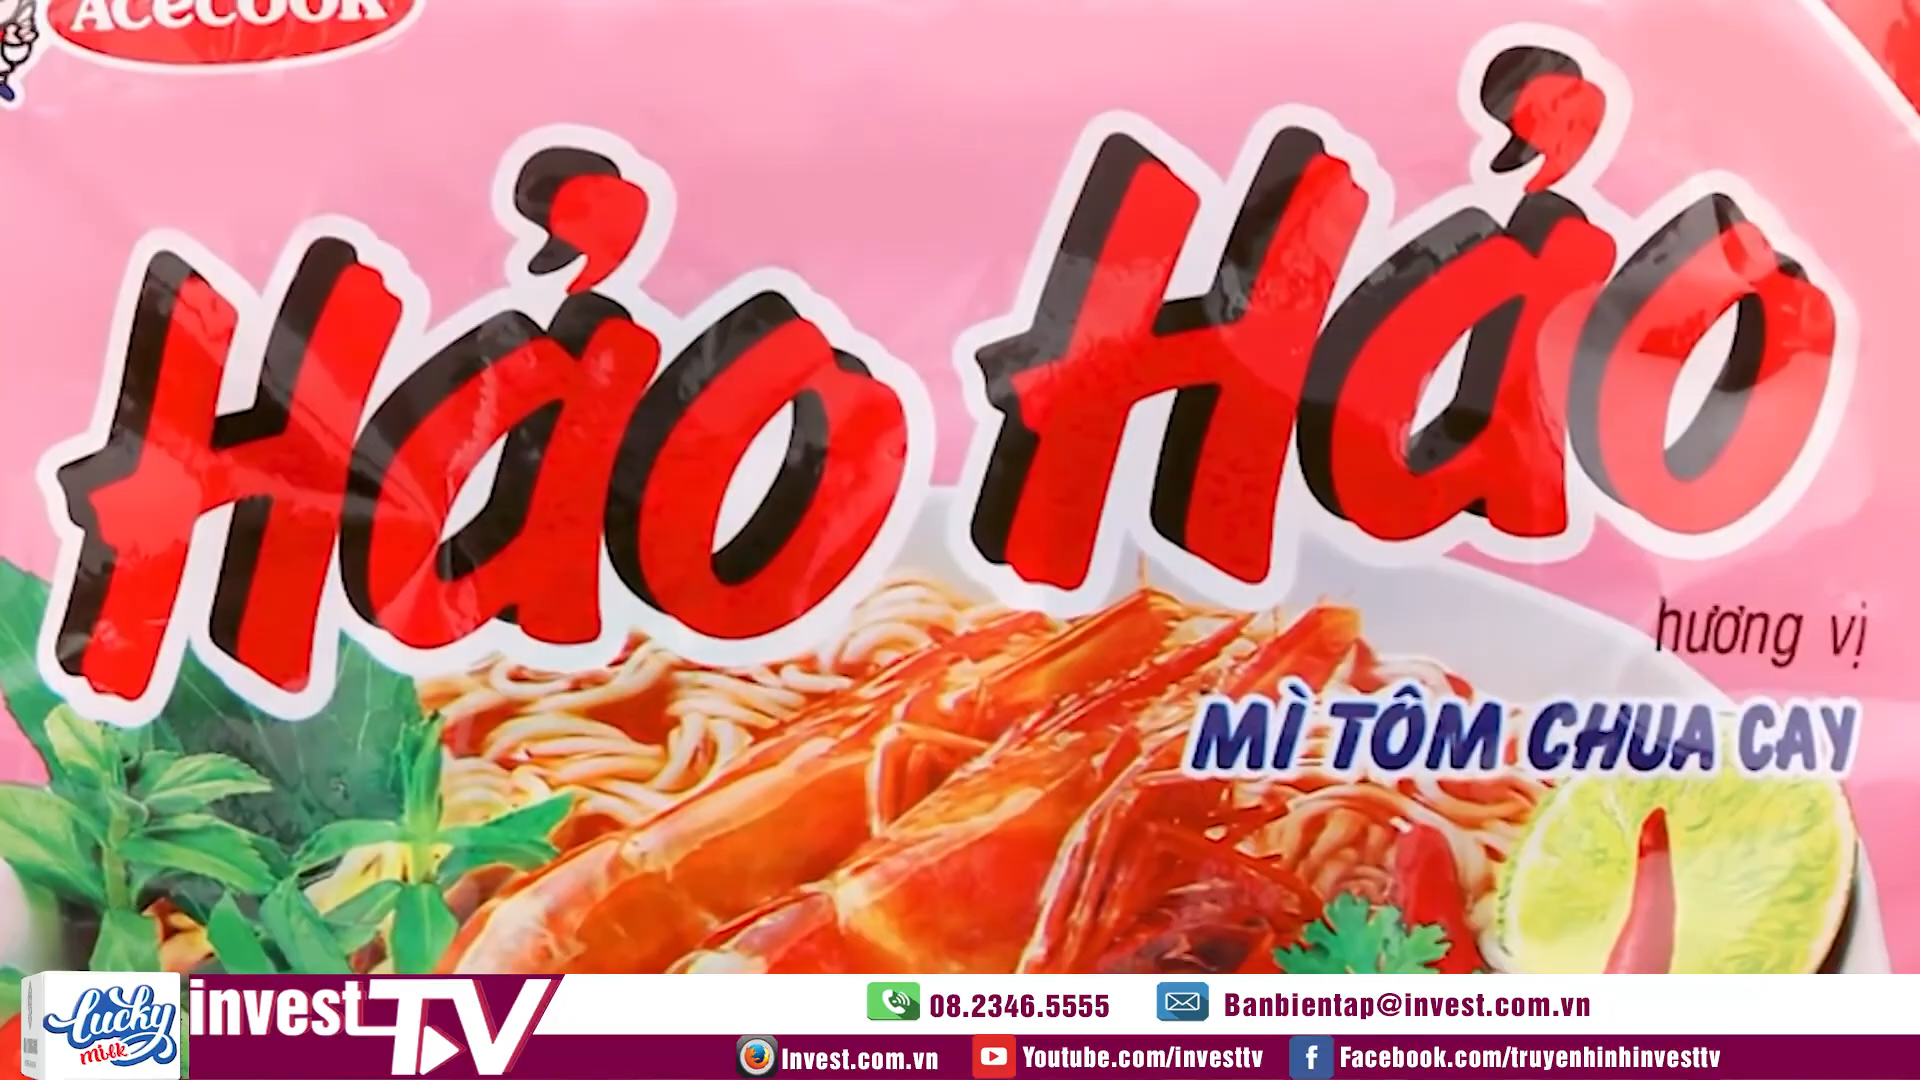 ACECOOK
Hảo Hảo
hương vị
MÌ TÔM CHUA CAY
Lucky
Milk
invest TV
08.2346.5555
Banbientap@invest.com.vn
Invest.com.vn
Youtube.com/investtv
Facebook.com/truyenhinhinvesttv